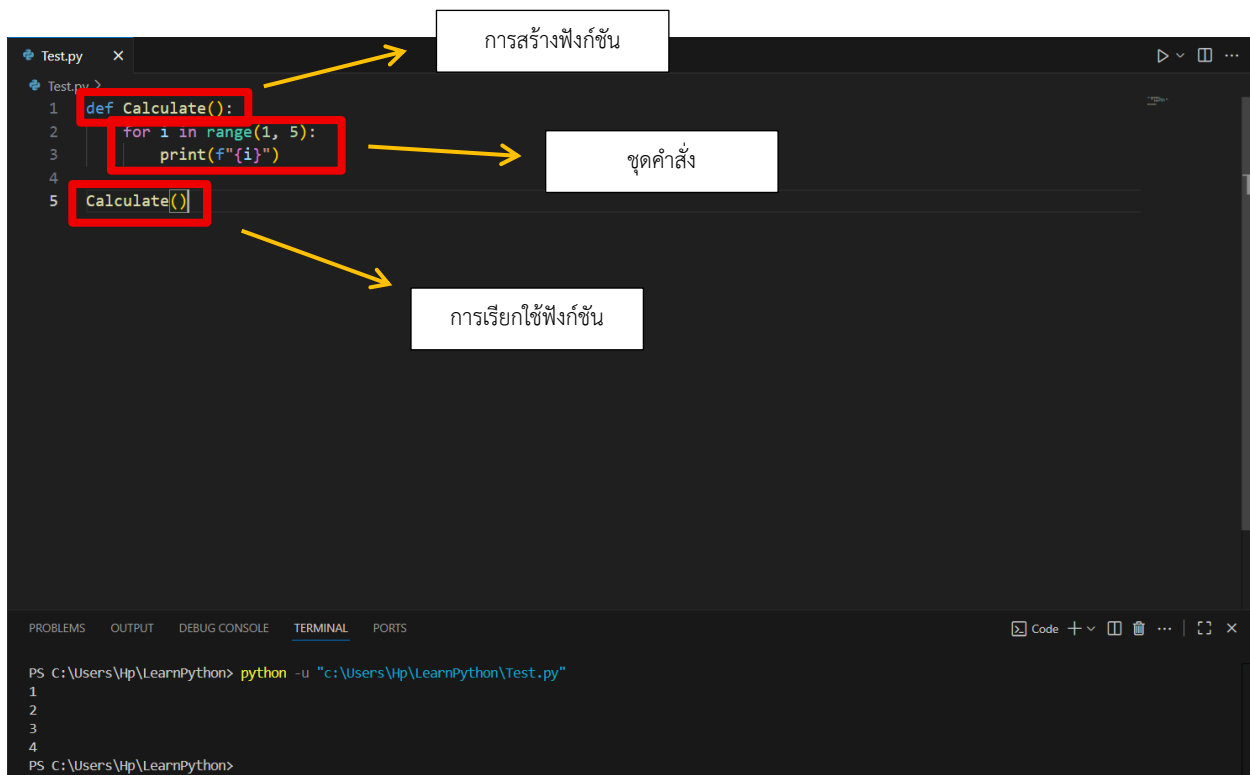 การสร้างฟังก์ชัน
Test.py
Test.py >
1 def Calculate():
2 for i in range(1, 5):
3 print(f"{i}")
4
5 Calculate()
ชุดคำสั่ง
การเรียกใช้ฟังก์ชัน
PROBLEMS OUTPUT DEBUG CONSOLE TERMINAL PORTS
Code
PS C:\Users\Hp\LearnPython> python -u "c:\Users\Hp\LearnPython\Test.py"
1
2
3
4
PS C:\Users\Hp\LearnPython>